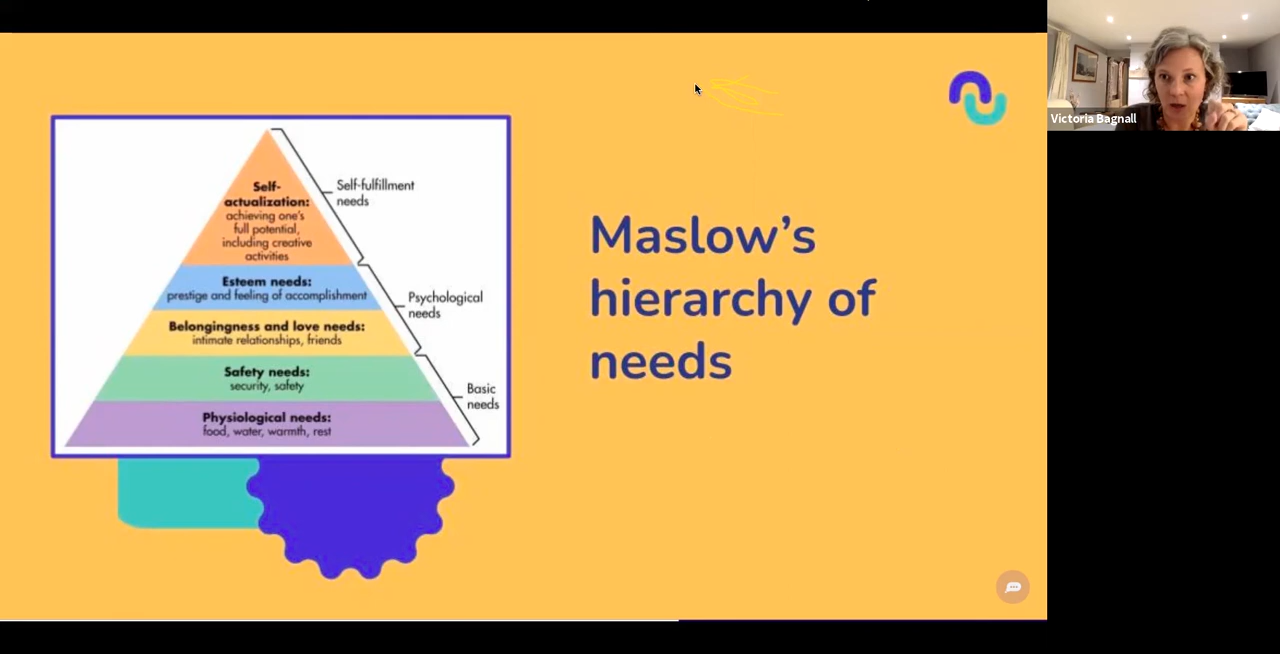 Victoria Bagnall
Self-
actualization:
achieving one's
full potential,
including creative
activities
Self-fulfillment
needs
Esteem needs:
prestige and feeling of accomplishment
Psychological
needs
Belongingness and love needs:
intimate relationships, friends
Safety needs:
security, safety
Basic
needs
Physiological needs:
food, water, warmth, rest
Maslow’s
hierarchy of
needs